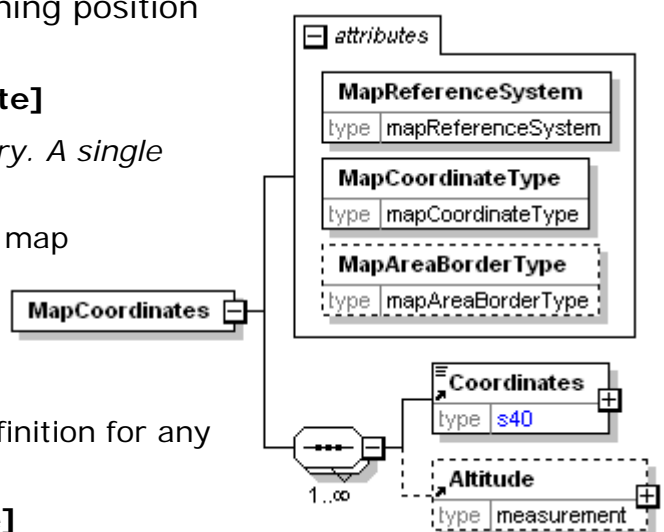 ning position
te]
ry. A single
map
finition for any
]
attributes
MapReferenceSystem
type mapReferenceSystem
MapCoordinateType
type mapCoordinateType
MapAreaBorderType
type mapAreaBorderType
MapCoordinates
Coordinates
type s40
1..∞
Altitude
type measurement